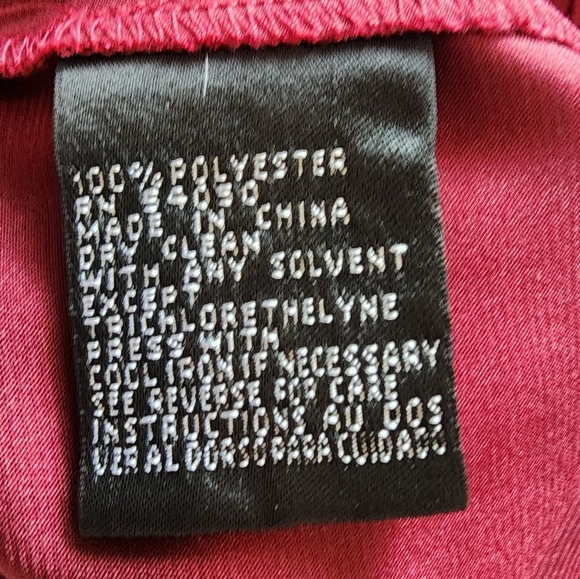 100% POLYESTER
RN 54050
MADE IN CHINA
DRY CLEAN
WITH ANY SOLVENT
EXCEPT
TRICHLORETHELYNE
PRESS WITH
COOL IRON IF NECESSARY
SEE REVERSE FOR CARE
INSTRUCTIONS AU DOS
VER AL DORSO PARA CUIDADO